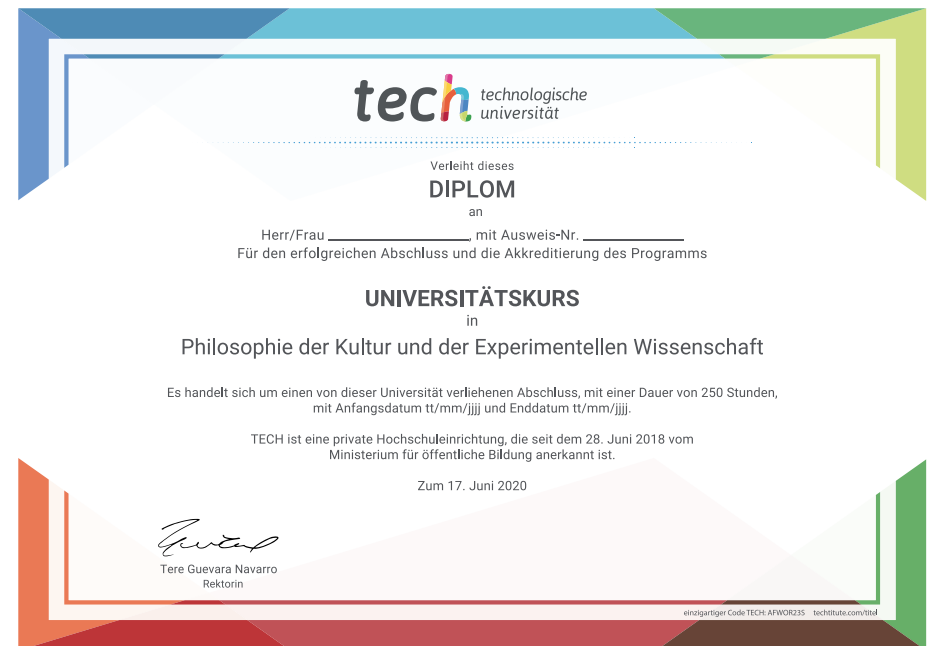 tech technologische
universität
Verleiht dieses
DIPLOM
an
Herr/Frau ____________________, mit Ausweis-Nr. ______________
Für den erfolgreichen Abschluss und die Akkreditierung des Programms
UNIVERSITÄTSKURS
in
Philosophie der Kultur und der Experimentellen Wissenschaft
Es handelt sich um einen von dieser Universität verliehenen Abschluss, mit einer Dauer von 250 Stunden,
mit Anfangsdatum tt/mm/jjjj und Enddatum tt/mm/jjjj.
TECH ist eine private Hochschuleinrichtung, die seit dem 28. Juni 2018 vom
Ministerium für öffentliche Bildung anerkannt ist.
Zum 17. Juni 2020
Tere Guevara Navarro
Rektorin
einzigartiger Code TECH: AFWOR23S techtitute.com/titel